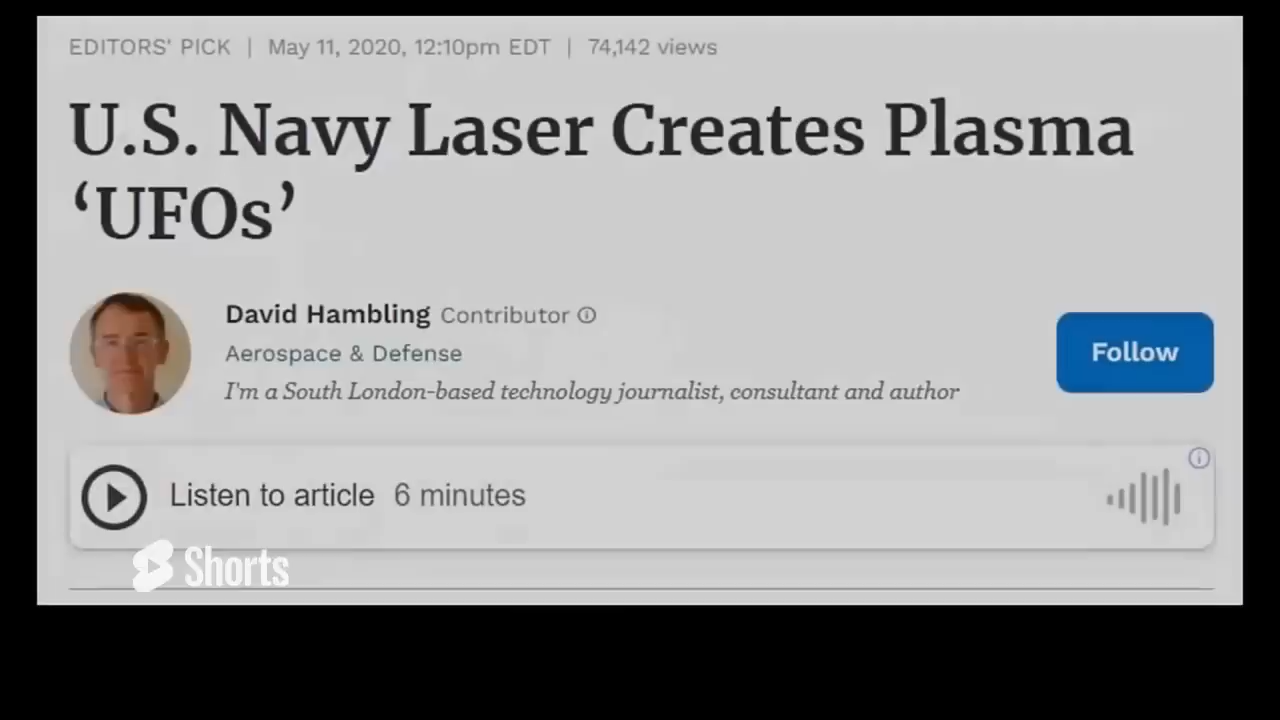 EDITORS' PICK | May 11, 2020, 12:10pm EDT | 74,142 views
U.S. Navy Laser Creates Plasma
‘UFOs’
David Hambling Contributor
Aerospace & Defense
I'm a South London-based technology journalist, consultant and author
Follow
Listen to article 6 minutes
Shorts